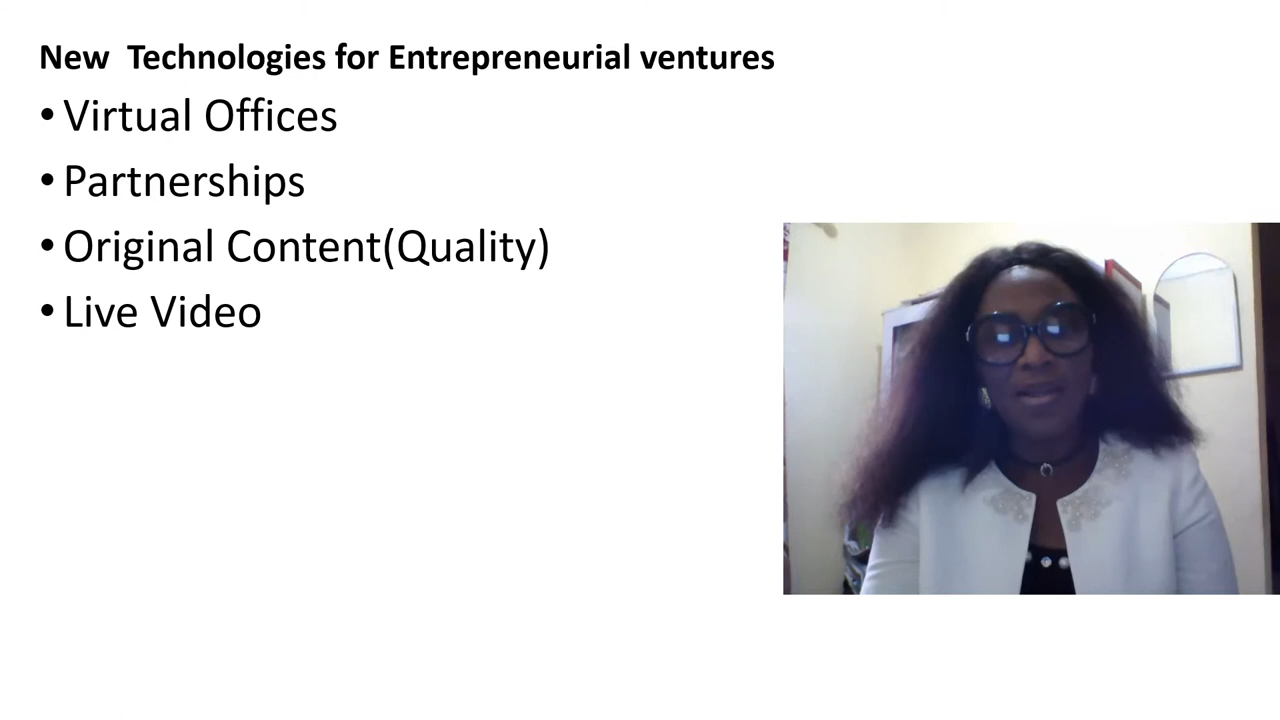 New  Technologies for Entrepreneurial ventures
• Virtual Offices
• Partnerships
• Original Content(Quality)
• Live Video